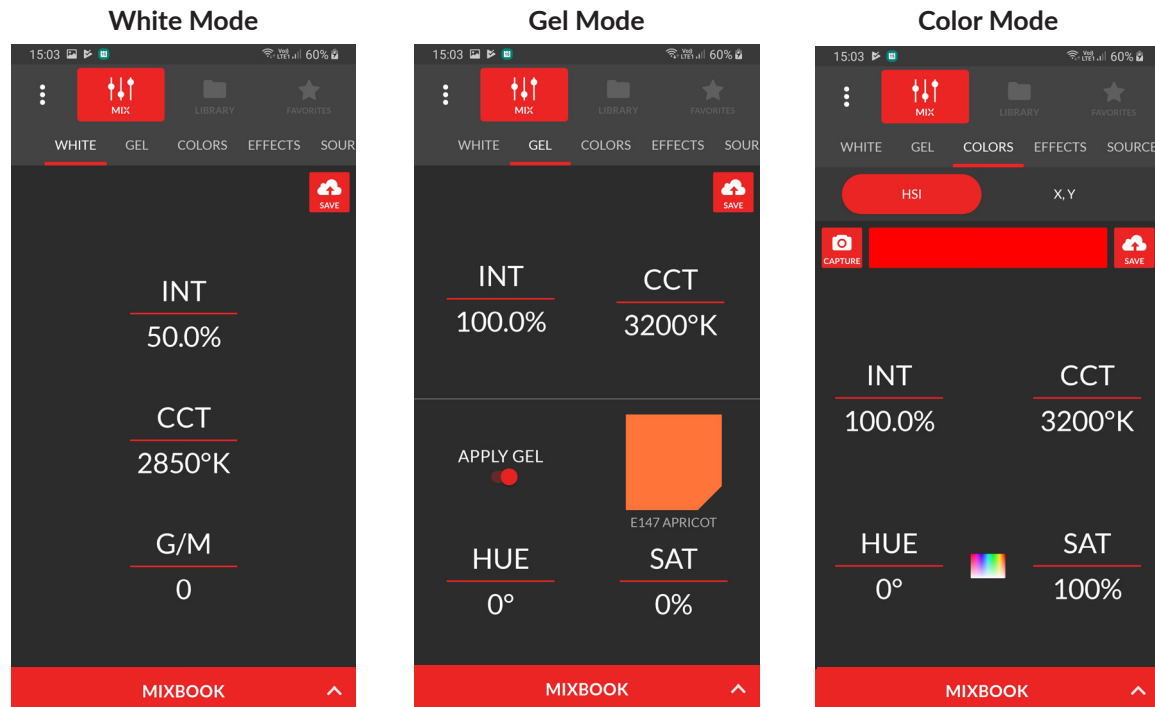 White Mode
15:03 60%
MIX LIBRARY FAVORITES
WHITE GEL COLORS EFFECTS SOUR
SAVE
INT
50.0%
CCT
2850°K
G/M
0
MIXBOOK
Gel Mode
15:03 60%
MIX LIBRARY FAVORITES
WHITE GEL COLORS EFFECTS SOUR
SAVE
INT CCT
100.0% 3200°K
APPLY GEL
E147 APRICOT
HUE SAT
0° 0%
MIXBOOK
Color Mode
15:03 60%
MIX LIBRARY FAVORITES
WHITE GEL COLORS EFFECTS SOURCE
HSI X, Y
CAPTURE SAVE
INT CCT
100.0% 3200°K
HUE SAT
0° 100%
MIXBOOK